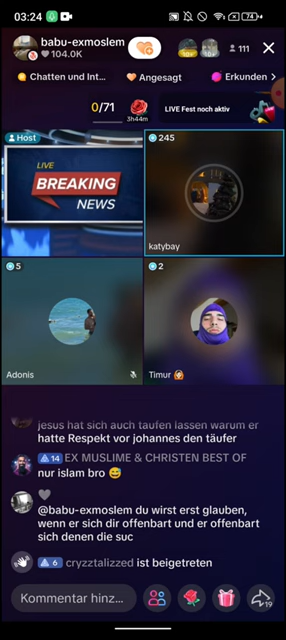 03:24
74
babu-exmoslem
104.0K
10+
10+
111
Chatten und Int...
Angesagt
Erkunden
0/71
3h44m
LIVE Fest noch aktiv
Host
LIVE
BREAKING
NEWS
245
katybay
5
Adonis
2
Timur
jesus hat sich auch taufen lassen warum er
hatte Respekt vor johannes den täufer
14 EX MUSLIME & CHRISTEN BEST OF
nur islam bro 😅
@babu-exmoslem du wirst erst glauben,
wenn er sich dir offenbart und er offenbart
sich denen die suc
6 cryzztalizzed ist beigetreten
Kommentar hinz...
19